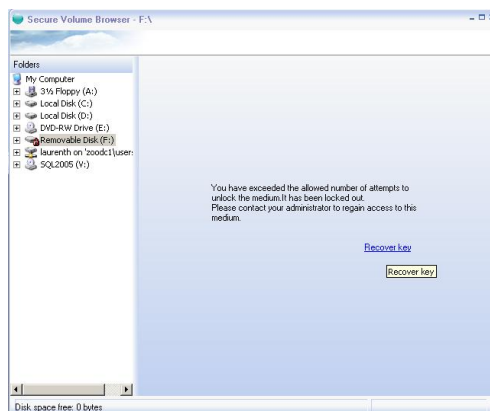 Secure Volume Browser - F:\
Folders
My Computer
3½ Floppy (A:)
Local Disk (C:)
Local Disk (D:)
DVD-RW Drive (E:)
Removable Disk (F:)
laurenth on 'zoodc1\user:
SQL2005 (V:)
You have exceeded the allowed number of attempts to
unlock the medium.It has been locked out.
Please contact your administrator to regain access to this
medium.
Recover key
Recover key
Disk space free: 0 bytes